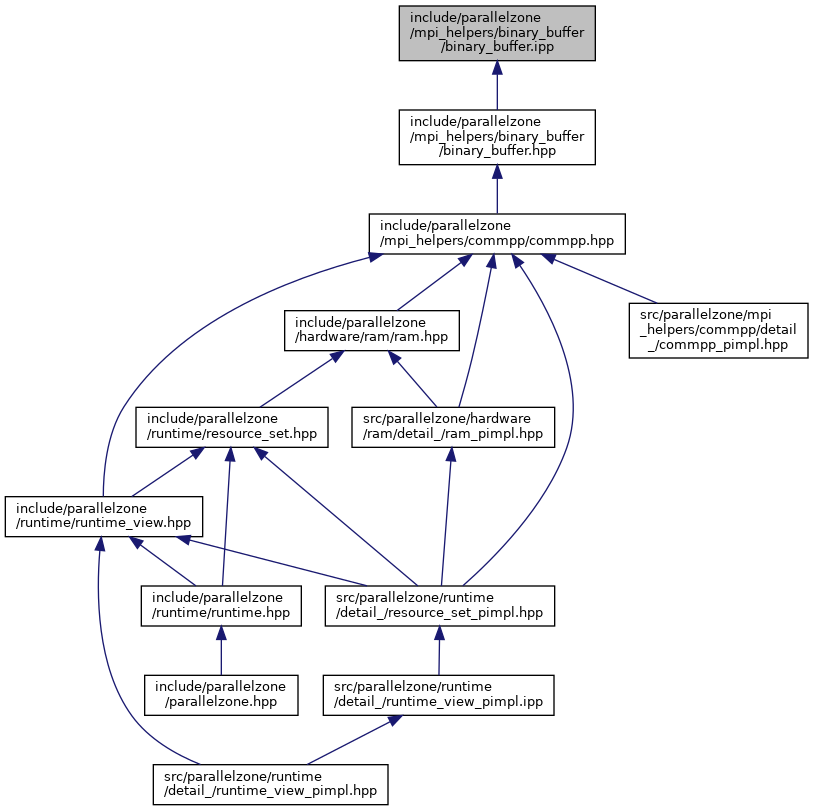 include/parallelzone
/mpi_helpers/binary_buffer
/binary_buffer.ipp
include/parallelzone
/mpi_helpers/binary_buffer
/binary_buffer.hpp
include/parallelzone
/mpi_helpers/commpp/commpp.hpp
include/parallelzone
/hardware/ram/ram.hpp
src/parallelzone/mpi
_helpers/commpp/detail
_/commpp_pimpl.hpp
include/parallelzone
/runtime/resource_set.hpp
src/parallelzone/hardware
/ram/detail_/ram_pimpl.hpp
include/parallelzone
/runtime/runtime_view.hpp
include/parallelzone
/runtime/runtime.hpp
src/parallelzone/runtime
/detail_/resource_set_pimpl.hpp
include/parallelzone
/parallelzone.hpp
src/parallelzone/runtime
/detail_/runtime_view_pimpl.ipp
src/parallelzone/runtime
/detail_/runtime_view_pimpl.hpp